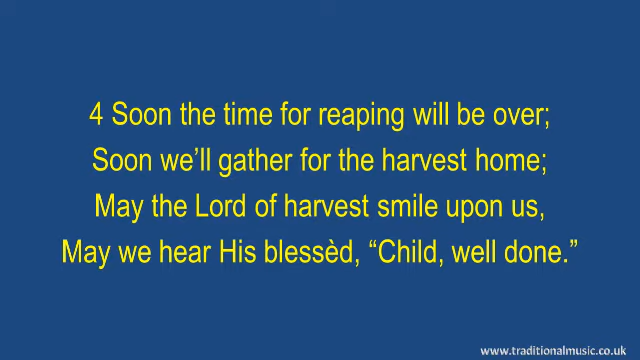 4 Soon the time for reaping will be over;
Soon we’ll gather for the harvest home;
May the Lord of harvest smile upon us,
May we hear His blessèd, “Child, well done.”
www.traditionalmusic.co.uk